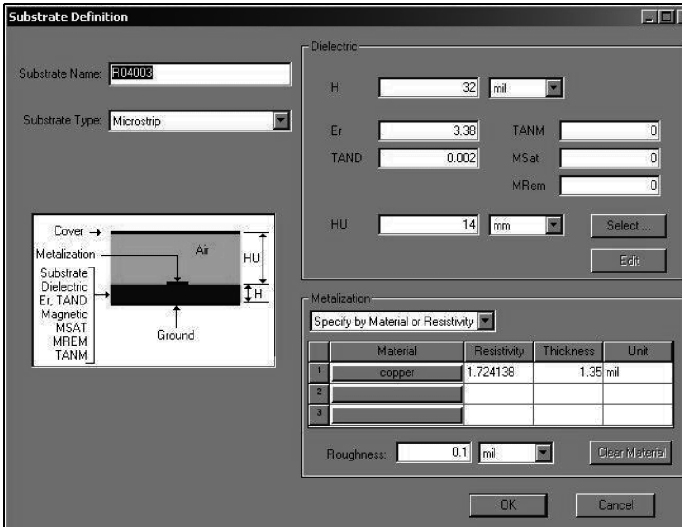 Substrate Definition
Substrate Name: R04003
Substrate Type: Microstrip
Dielectric
H 32 mil
Er 3.38 TANM 0
TAND 0.002 MSat 0
MRem 0
HU 14 mm Select ...
Edit
Cover
Air
HU
Metalization
Substrate
Dielectric
Er, TAND
Magnetic
MSAT
MREM
TANM
H
Ground
Metalization
Specify by Material or Resistivity
Material Resistivity Thickness Unit
1 copper 1.724138 1.35 mil
2
3
Roughness: 0.1 mil Clear Material
OK Cancel